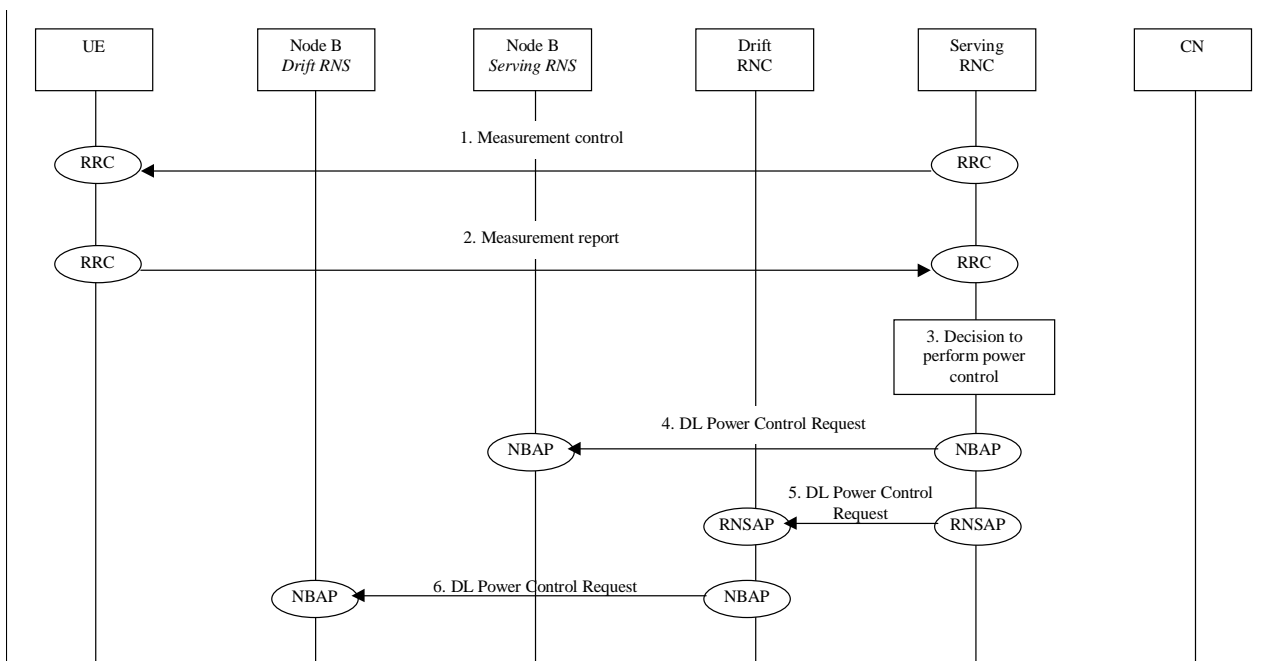 UE
Node B
Drift RNS
Node B
Serving RNS
Drift
RNC
Serving
RNC
CN
1. Measurement control
RRC
RRC
2. Measurement report
RRC
RRC
3. Decision to
perform power
control
4. DL Power Control Request
NBAP
NBAP
5. DL Power Control
Request
RNSAP
RNSAP
6. DL Power Control Request
NBAP
NBAP